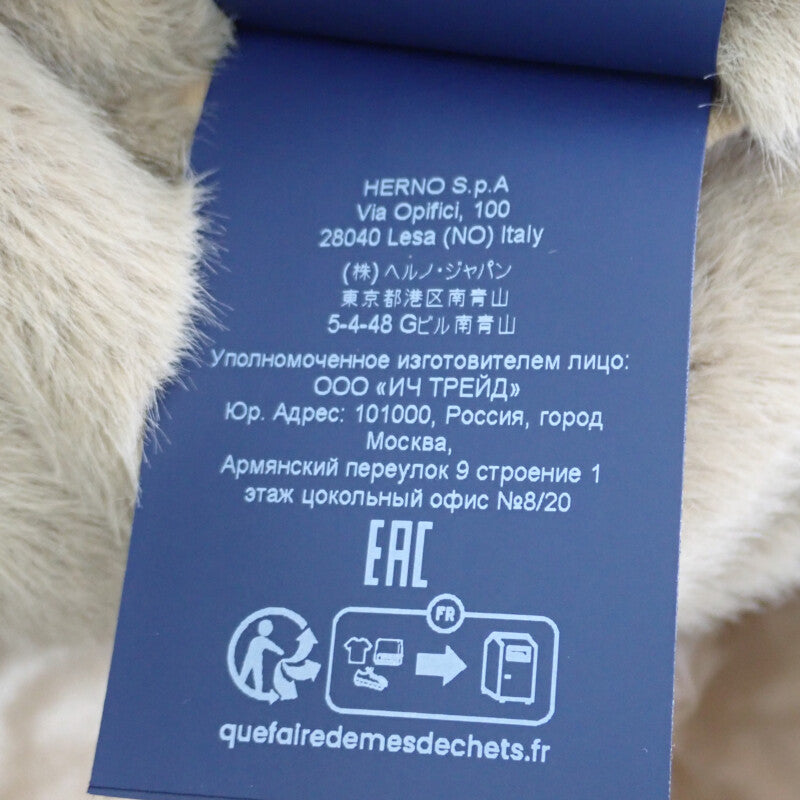 HERNO S.p.A
Via Opifici, 100
28040 Lesa (NO) Italy
(株)ヘルノ・ジャパン
東京都港区南青山
5-4-48 Gビル南青山
Уполномоченное изготовителем лицо:
ООО «ИЧ ТРЕЙД»
Юр. Адрес: 101000, Россия, город
Москва,
Армянский переулок 9 строение 1
этаж цокольный офис №8/20
EAC
FR
quefairedemesdechets.fr